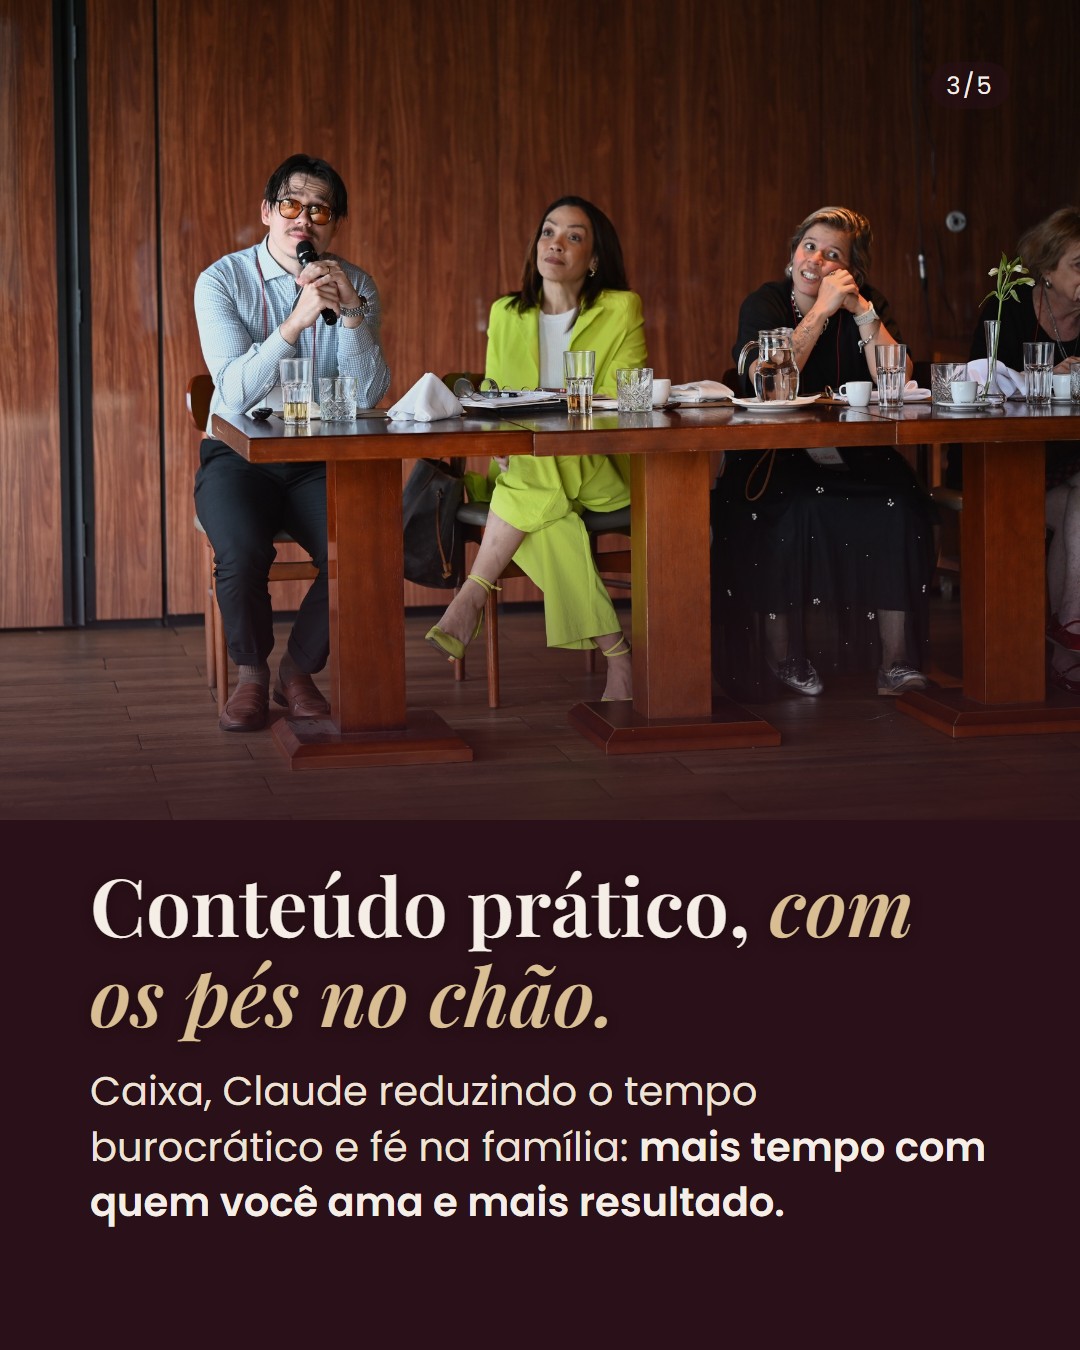 3/5
Conteúdo prático, com
os pés no chão.
Caixa, Claude reduzindo o tempo
burocrático e fé na família: mais tempo com
quem você ama e mais resultado.